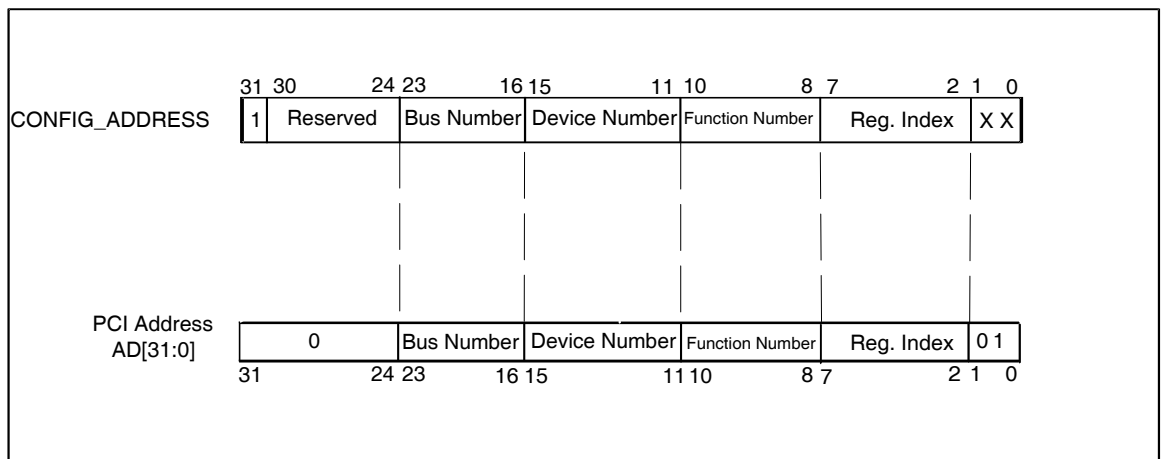 31 30 24 23 16 15 11 10 8 7 2 1 0
CONFIG_ADDRESS 1 Reserved Bus Number Device Number Function Number Reg. Index X X
PCI Address
AD[31:0]
0 Bus Number Device Number Function Number Reg. Index 0 1
31 24 23 16 15 11 10 8 7 2 1 0